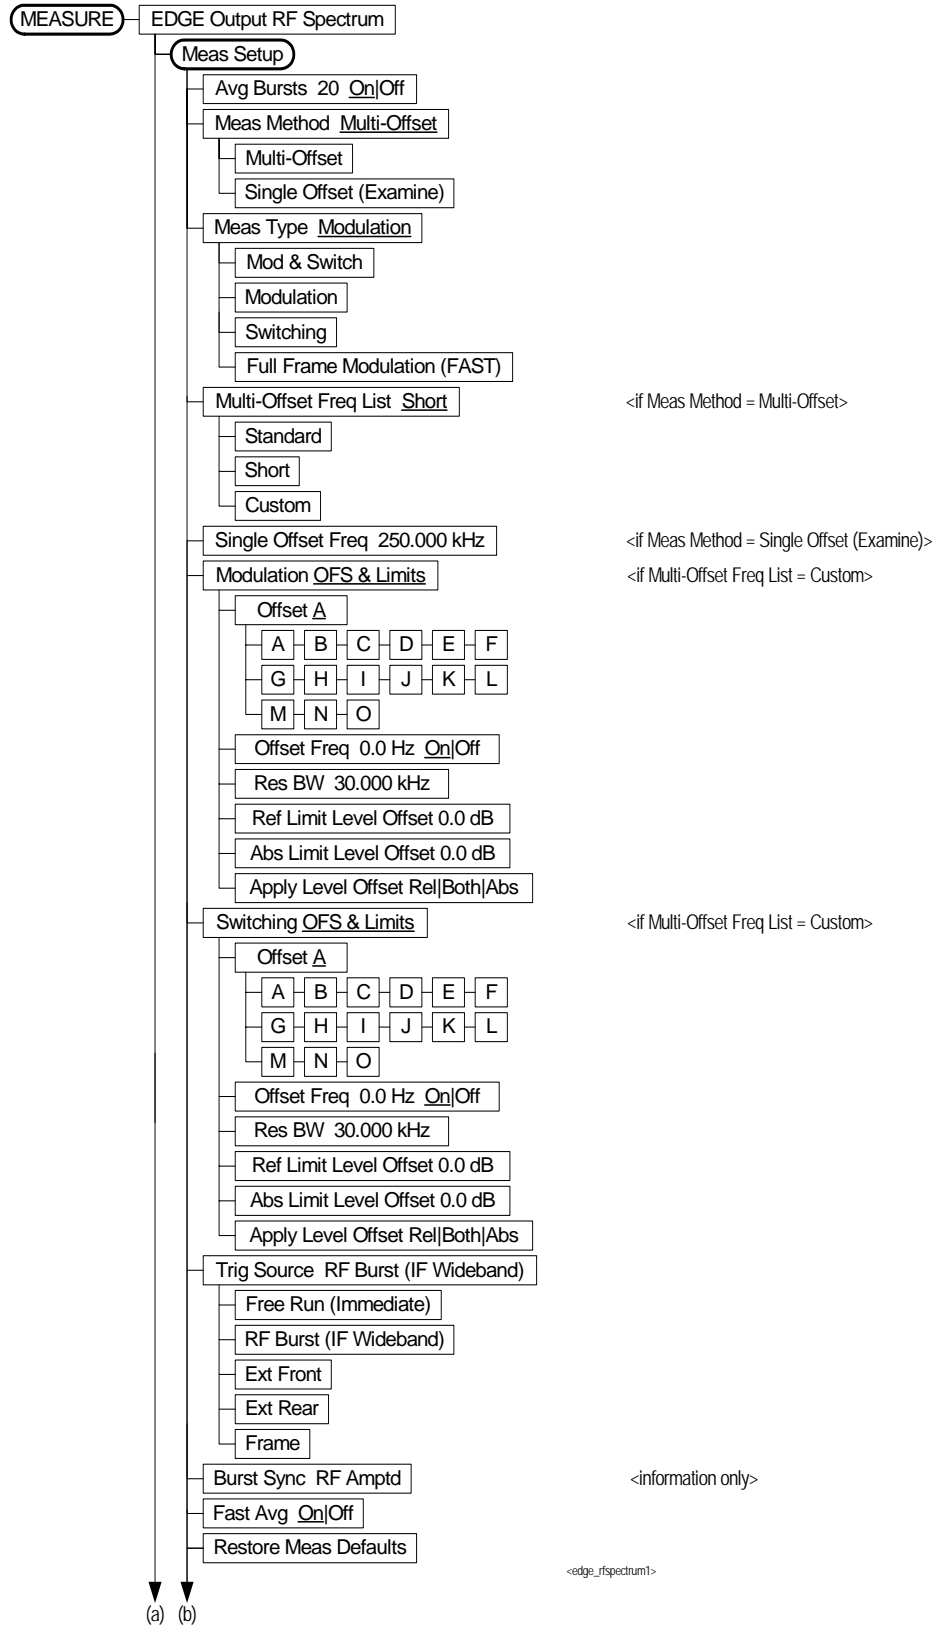 MEASURE EDGE Output RF Spectrum
Meas Setup
Avg Bursts 20 On|Off
Meas Method Multi-Offset
Multi-Offset
Single Offset (Examine)
Meas Type Modulation
Mod & Switch
Modulation
Switching
Full Frame Modulation (FAST)
Multi-Offset Freq List Short <if Meas Method = Multi-Offset>
Standard
Short
Custom
Single Offset Freq 250.000 kHz <if Meas Method = Single Offset (Examine)>
Modulation OFS & Limits <if Multi-Offset Freq List = Custom>
Offset A
A B C D E F
G H I J K L
M N O
Offset Freq 0.0 Hz On|Off
Res BW 30.000 kHz
Ref Limit Level Offset 0.0 dB
Abs Limit Level Offset 0.0 dB
Apply Level Offset Rel|Both|Abs
Switching OFS & Limits <if Multi-Offset Freq List = Custom>
Offset A
A B C D E F
G H I J K L
M N O
Offset Freq 0.0 Hz On|Off
Res BW 30.000 kHz
Ref Limit Level Offset 0.0 dB
Abs Limit Level Offset 0.0 dB
Apply Level Offset Rel|Both|Abs
Trig Source RF Burst (IF Wideband)
Free Run (Immediate)
RF Burst (IF Wideband)
Ext Front
Ext Rear
Frame
Burst Sync RF Amptd <information only>
Fast Avg On|Off
Restore Meas Defaults
<edge_rfspectrum1>
(a) (b)